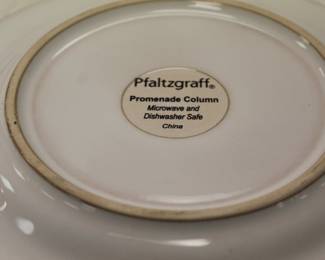 Pfaltzgraff®
Promenade Column
Microwave and
Dishwasher Safe
China